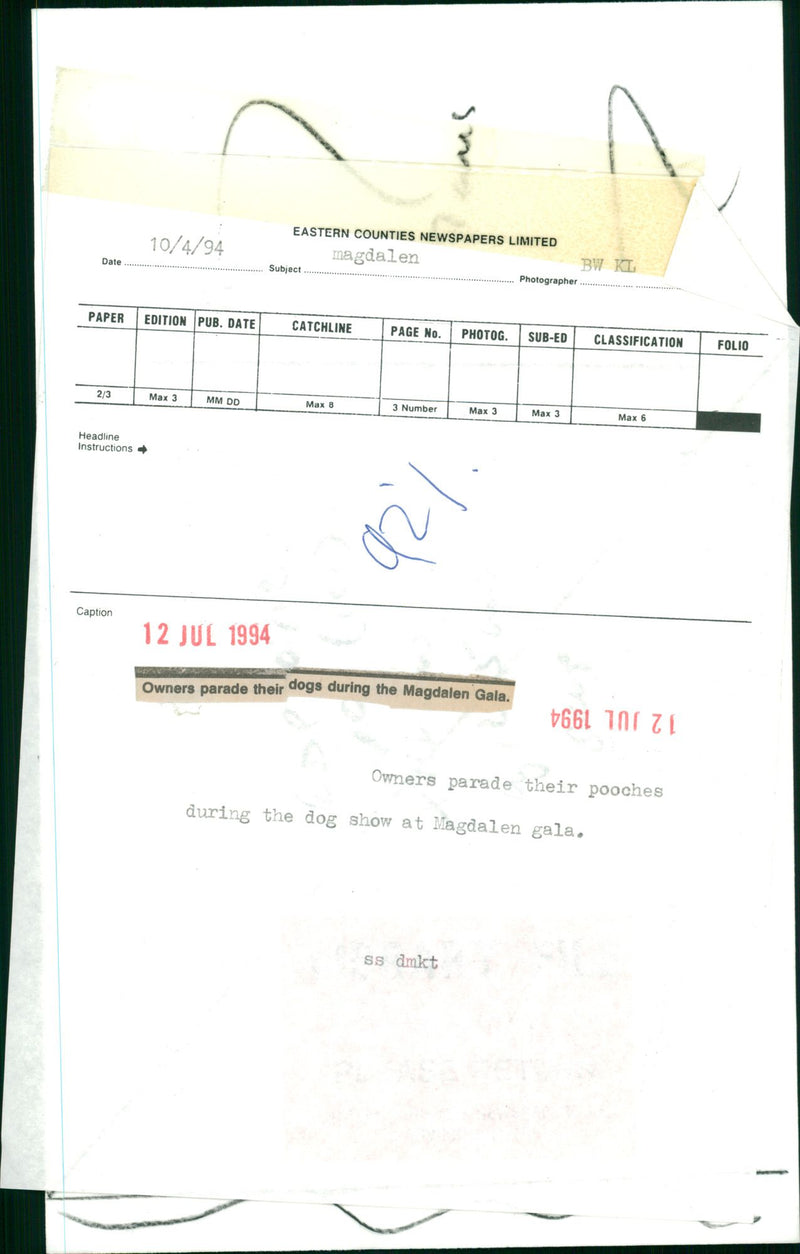 EASTERN COUNTIES NEWSPAPERS LIMITED
Date 10/4/94 Subject magdalen Photographer BW KL
PAPER EDITION PUB. DATE CATCHLINE PAGE No. PHOTOG. SUB-ED CLASSIFICATION FOLIO
2/3 Max 3 MM DD Max 8 3 Number Max 3 Max 3 Max 6
Headline
Instructions
92%
Caption
12 JUL 1994
Owners parade their dogs during the Magdalen Gala.
12 JUL 1994
Owners parade their pooches
during the dog show at Magdalen gala.
ss dmkt